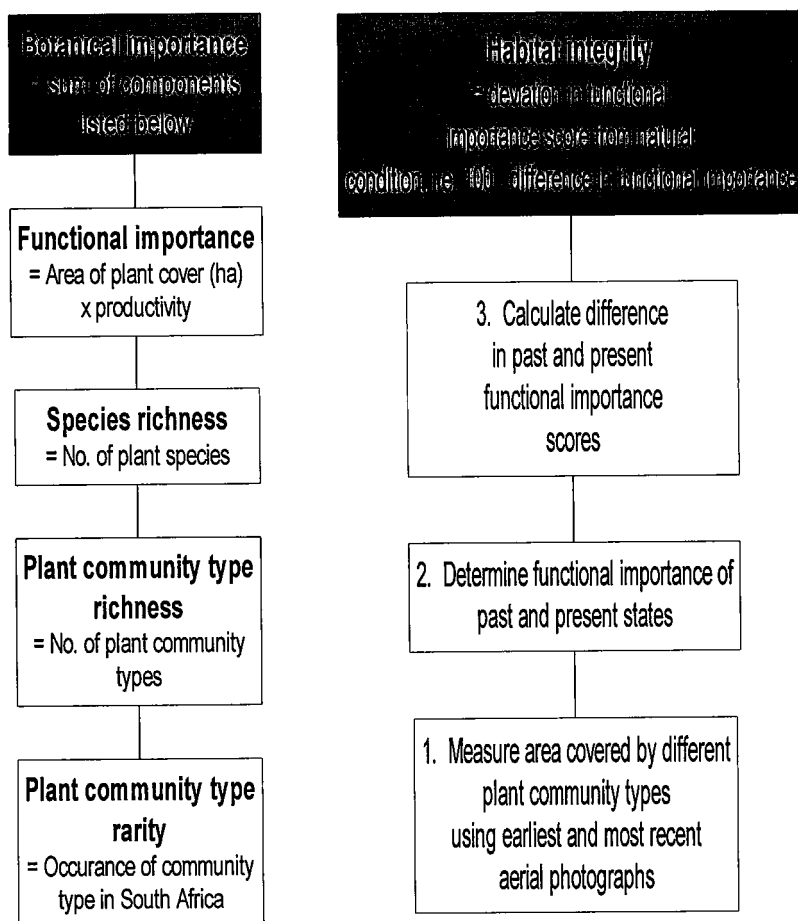 Botanical importance
= sum of components
listed below
Functional importance
= Area of plant cover (ha)
x productivity
Species richness
= No. of plant species
Plant community type
richness
= No. of plant community
types
Plant community type
rarity
= Occurance of community
type in South Africa
Habitat integrity
= deviation in functional
importance score from natural
condition, i.e. 100 difference in functional importance
3. Calculate difference
in past and present
functional importance
scores
2. Determine functional importance of
past and present states
1. Measure area covered by different
plant community types
using earliest and most recent
aerial photographs